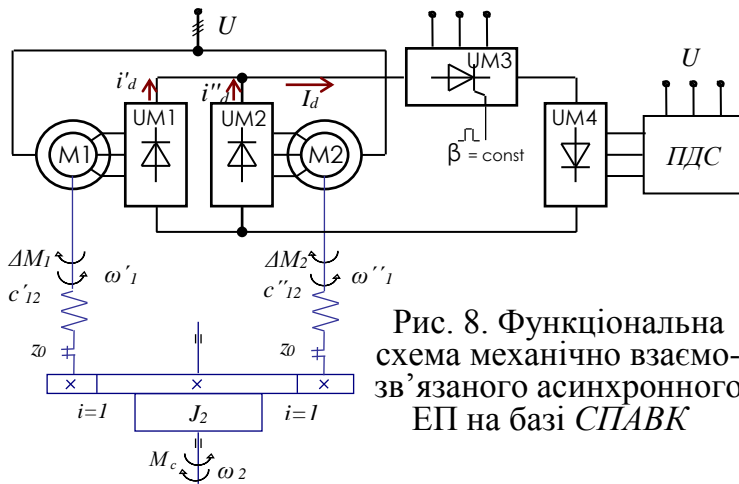 U
i'd
i''d
Id
UM3
U
UM1
UM2
UM4
M1
M2
β = const
ПДС
ΔM1
ω'1
ΔM2
ω''1
c'12
c''12
z0
z0
i=1
J2
i=1
Mc
ω2
Рис. 8. Функціональна
схема механічно взаємо-
зв’язаного асинхронного
ЕП на базі СПАВК